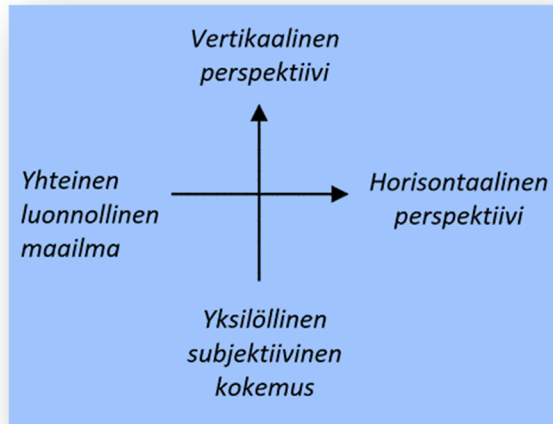 Vertikaalinen
perspektiivi
Yhteinen
luonnollinen
maailma
Horisontaalinen
perspektiivi
Yksilöllinen
subjektiivinen
kokemus